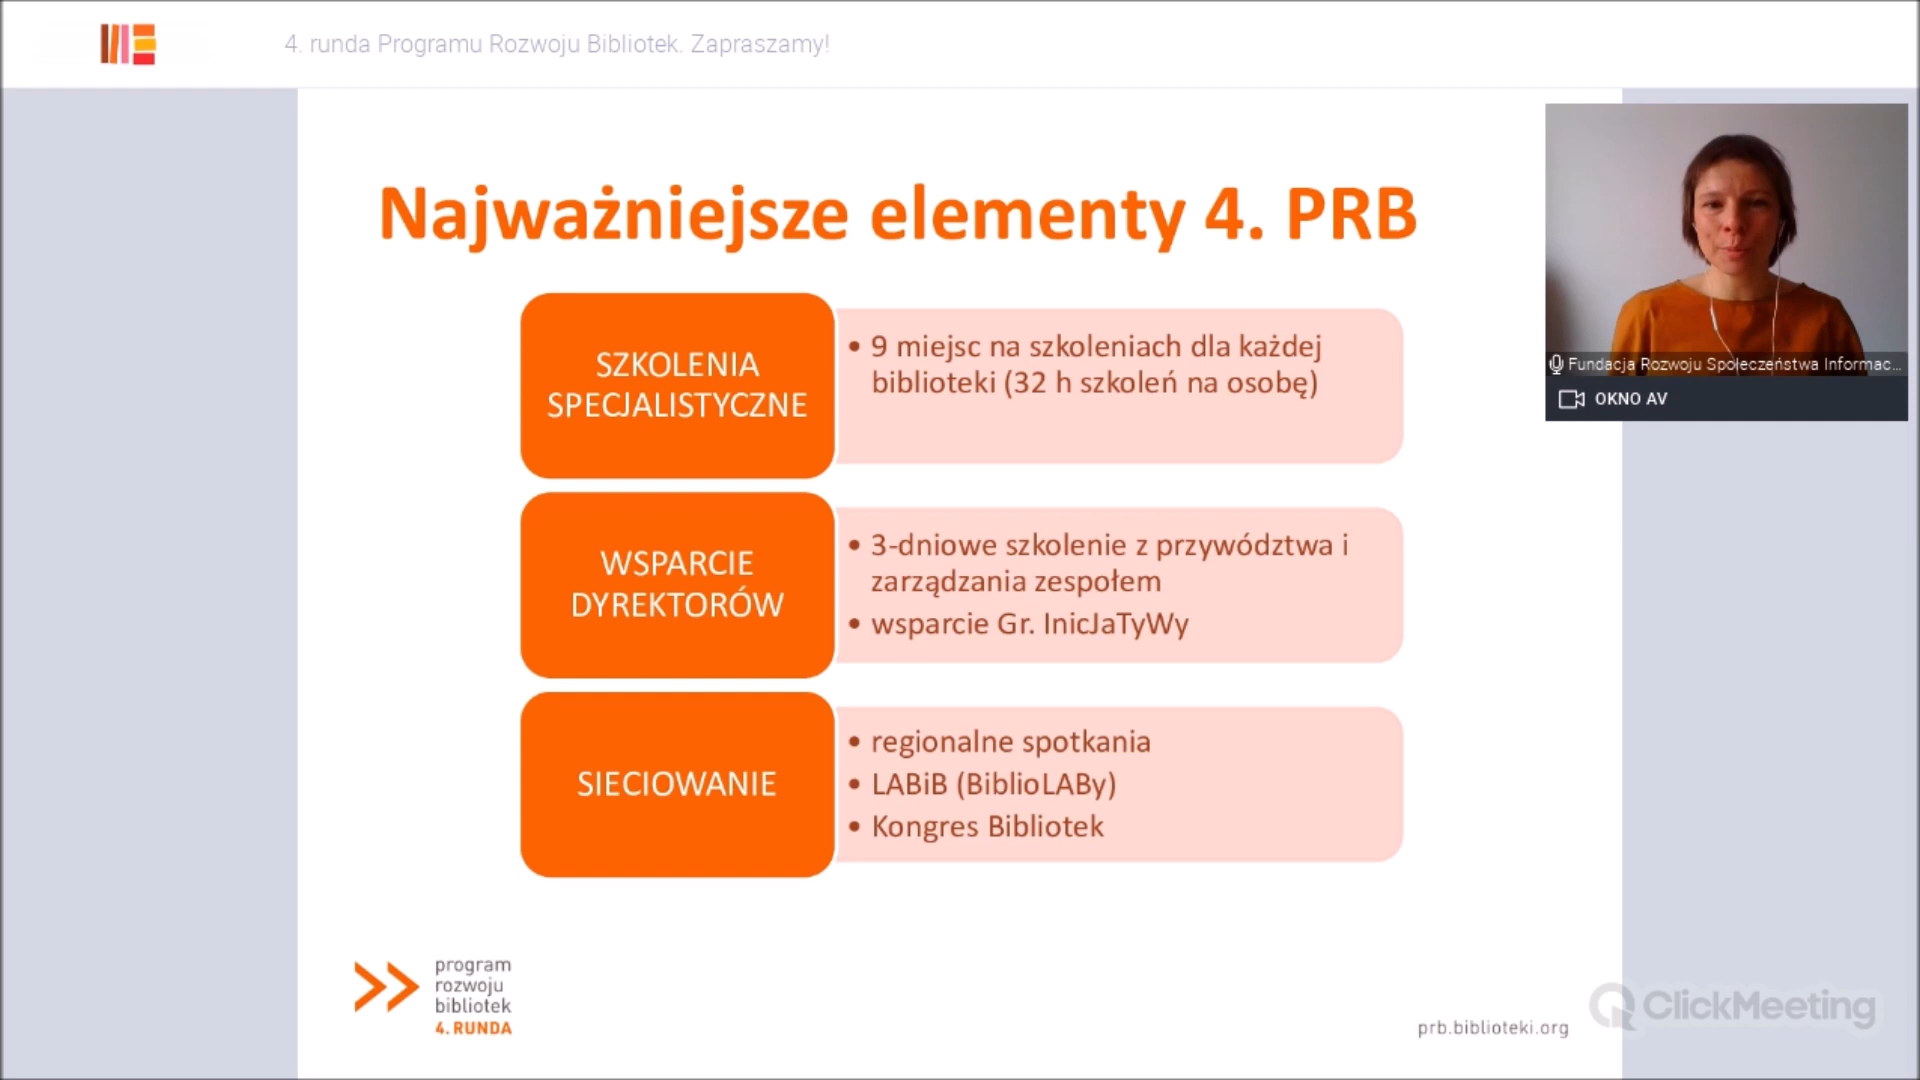 4. runda Programu Rozwoju Bibliotek. Zapraszamy!
Najważniejsze elementy 4. PRB
SZKOLENIA
SPECJALISTYCZNE
• 9 miejsc na szkoleniach dla każdej
biblioteki (32 h szkoleń na osobę)
WSPARCIE
DYREKTORÓW
• 3-dniowe szkolenie z przywództwa i
zarządzania zespołem
• wsparcie Gr. InicJaTyWy
SIECIOWANIE
• regionalne spotkania
• LABiB (BiblioLABy)
• Kongres Bibliotek
Fundacja Rozwoju Społeczeństwa Informac...
OKNO AV
program
rozwoju
bibliotek
4. RUNDA
prb.biblioteki.org
ClickMeeting